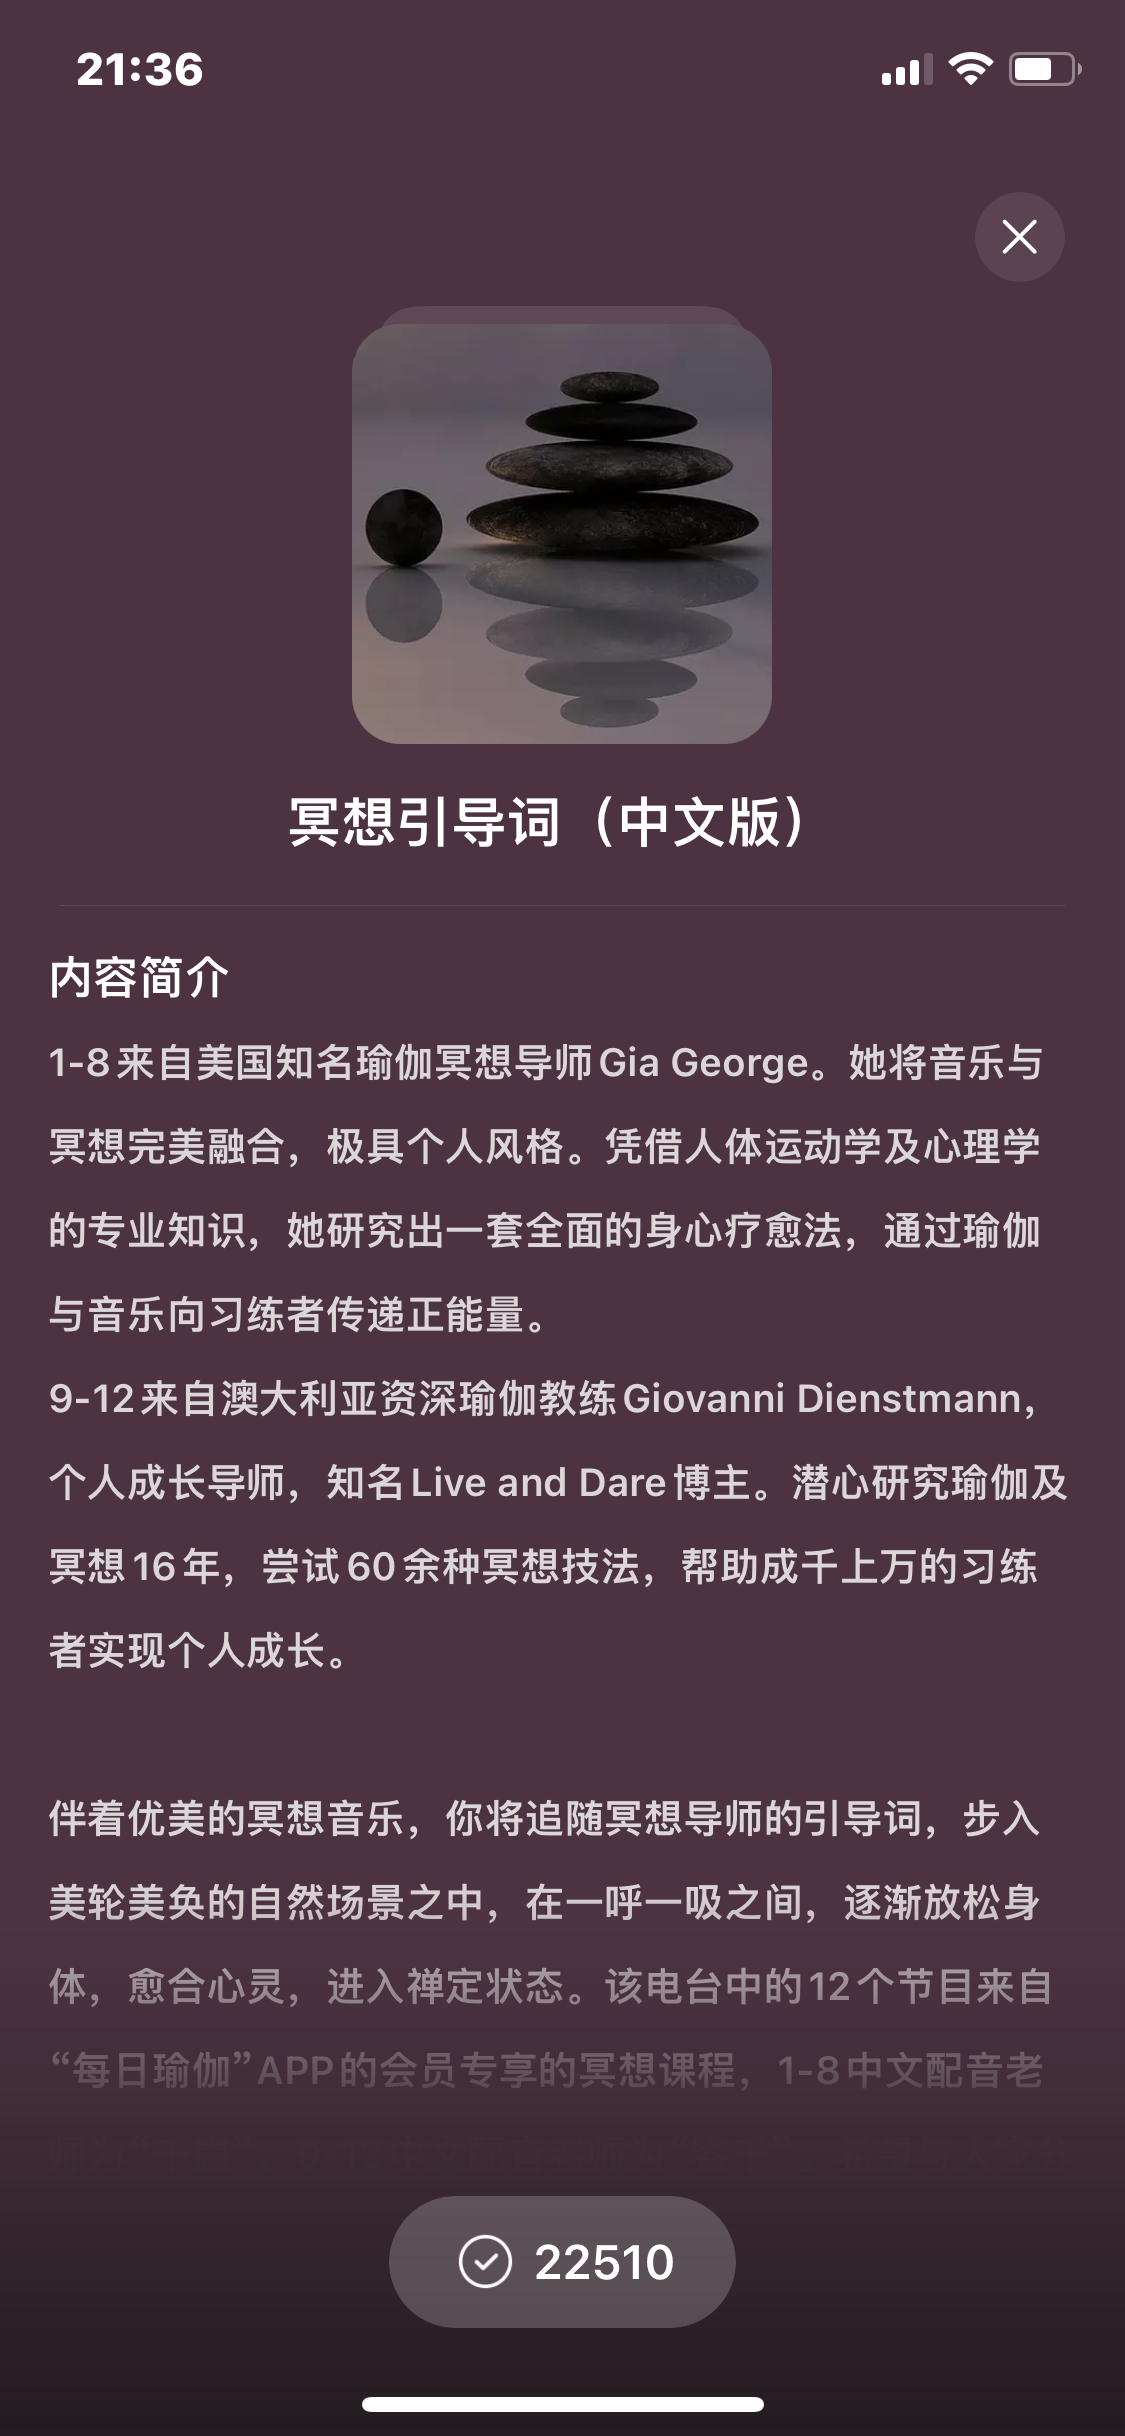 21:36
冥想引导词（中文版）
内容简介
1-8来自美国知名瑜伽冥想导师Gia George。她将音乐与
冥想完美融合，极具个人风格。凭借人体运动学及心理学
的专业知识，她研究出一套全面的身心疗愈法，通过瑜伽
与音乐向习练者传递正能量。
9-12来自澳大利亚资深瑜伽教练Giovanni Dienstmann，
个人成长导师，知名Live and Dare博主。潜心研究瑜伽及
冥想16年，尝试60余种冥想技法，帮助成千上万的习练
者实现个人成长。
伴着优美的冥想音乐，你将追随冥想导师的引导词，步入
美轮美奂的自然场景之中，在一呼一吸之间，逐渐放松身
体，愈合心灵，进入禅定状态。该电台中的12个节目来自
“每日瑜伽”APP的会员专享的冥想课程，1-8中文配音老
22510